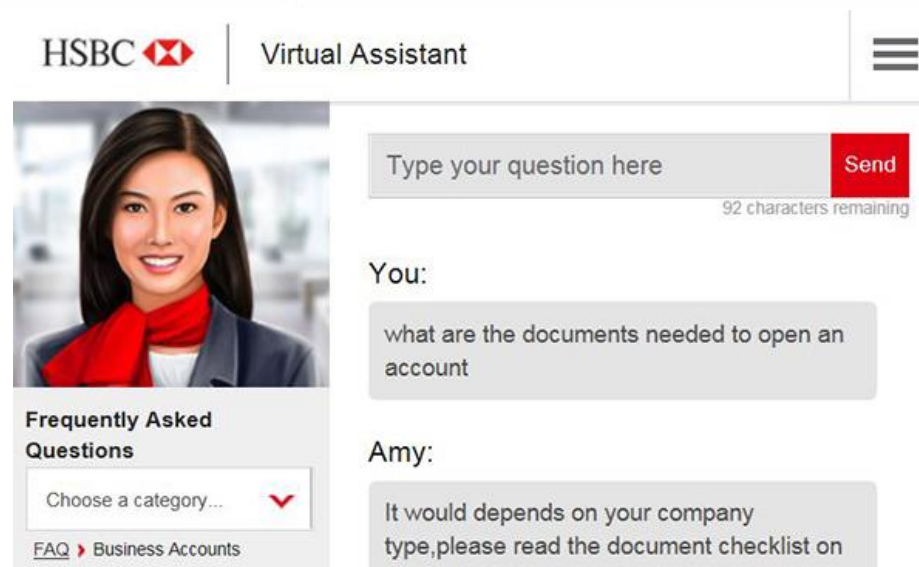 HSBC
Virtual Assistant
Type your question here
Send
92 characters remaining
You:
what are the documents needed to open an
account
Frequently Asked
Questions
Choose a category...
FAQ Business Accounts
Amy:
It would depends on your company
type,please read the document checklist on